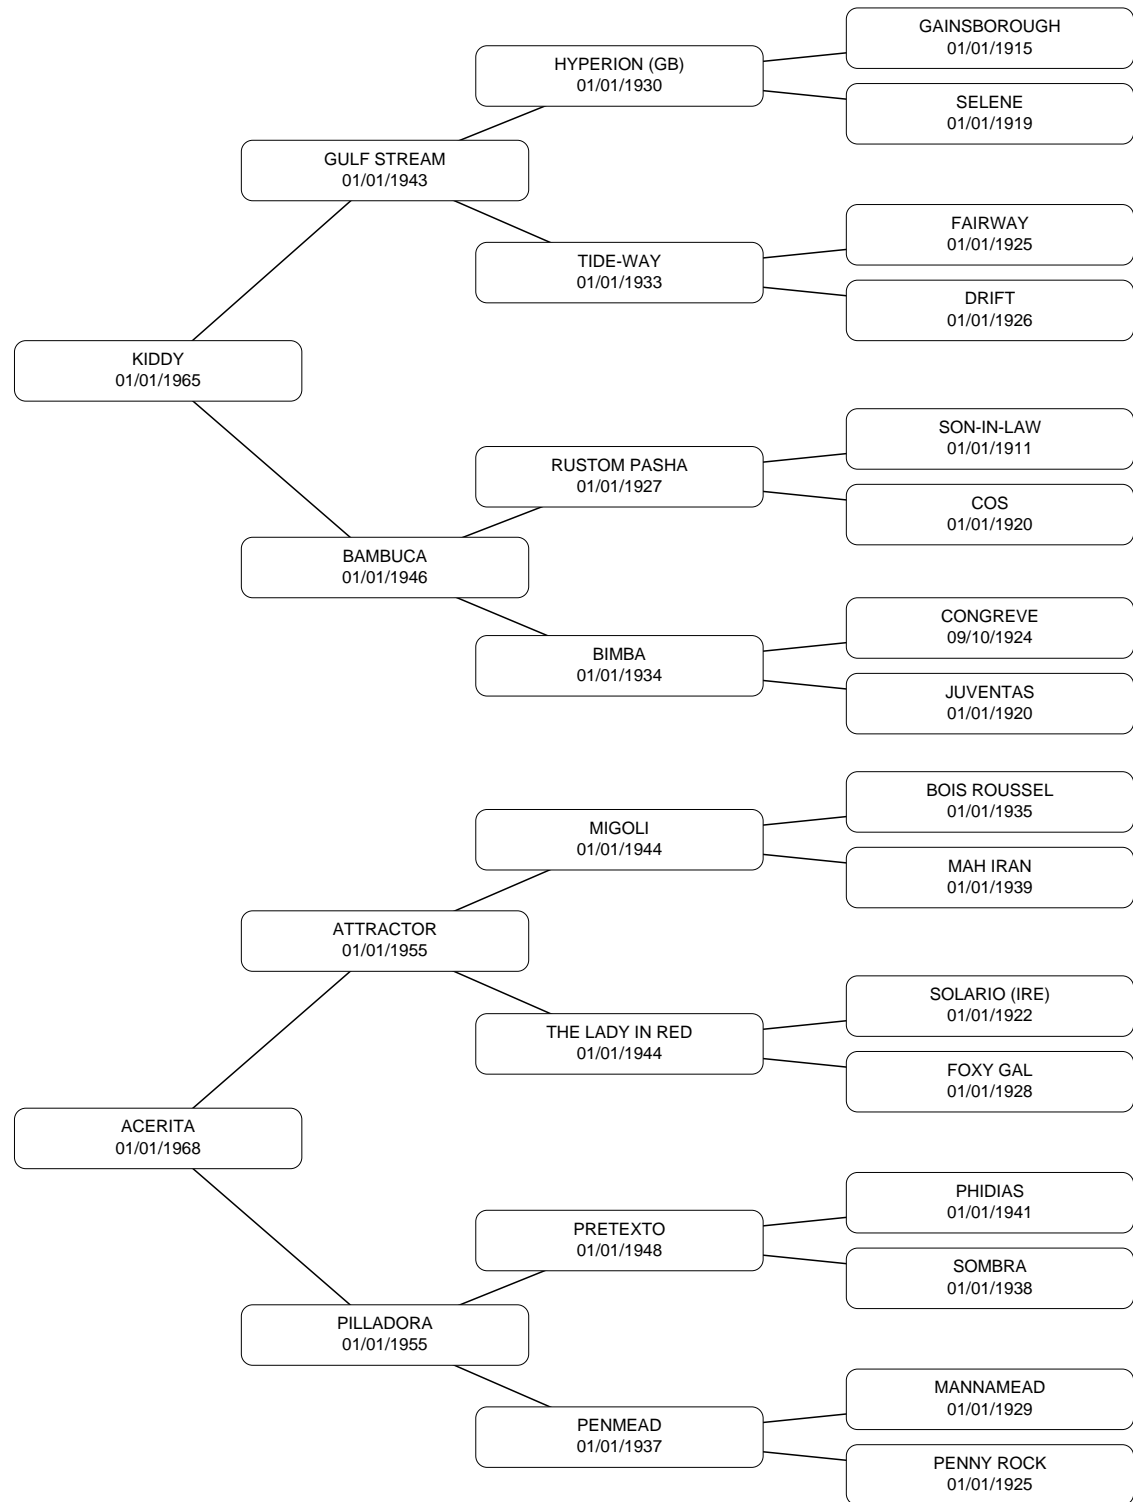 GAINSBOROUGH
01/01/1915
HYPERION (GB)
01/01/1930
SELENE
01/01/1919
GULF STREAM
01/01/1943
FAIRWAY
01/01/1925
TIDE-WAY
01/01/1933
DRIFT
01/01/1926
KIDDY
01/01/1965
SON-IN-LAW
01/01/1911
RUSTOM PASHA
01/01/1927
COS
01/01/1920
BAMBUCA
01/01/1946
CONGREVE
09/10/1924
BIMBA
01/01/1934
JUVENTAS
01/01/1920
BOIS ROUSSEL
01/01/1935
MIGOLI
01/01/1944
MAH IRAN
01/01/1939
ATTRACTOR
01/01/1955
SOLARIO (IRE)
01/01/1922
THE LADY IN RED
01/01/1944
FOXY GAL
01/01/1928
ACERITA
01/01/1968
PHIDIAS
01/01/1941
PRETEXTO
01/01/1948
SOMBRA
01/01/1938
PILLADORA
01/01/1955
MANNAMEAD
01/01/1929
PENMEAD
01/01/1937
PENNY ROCK
01/01/1925